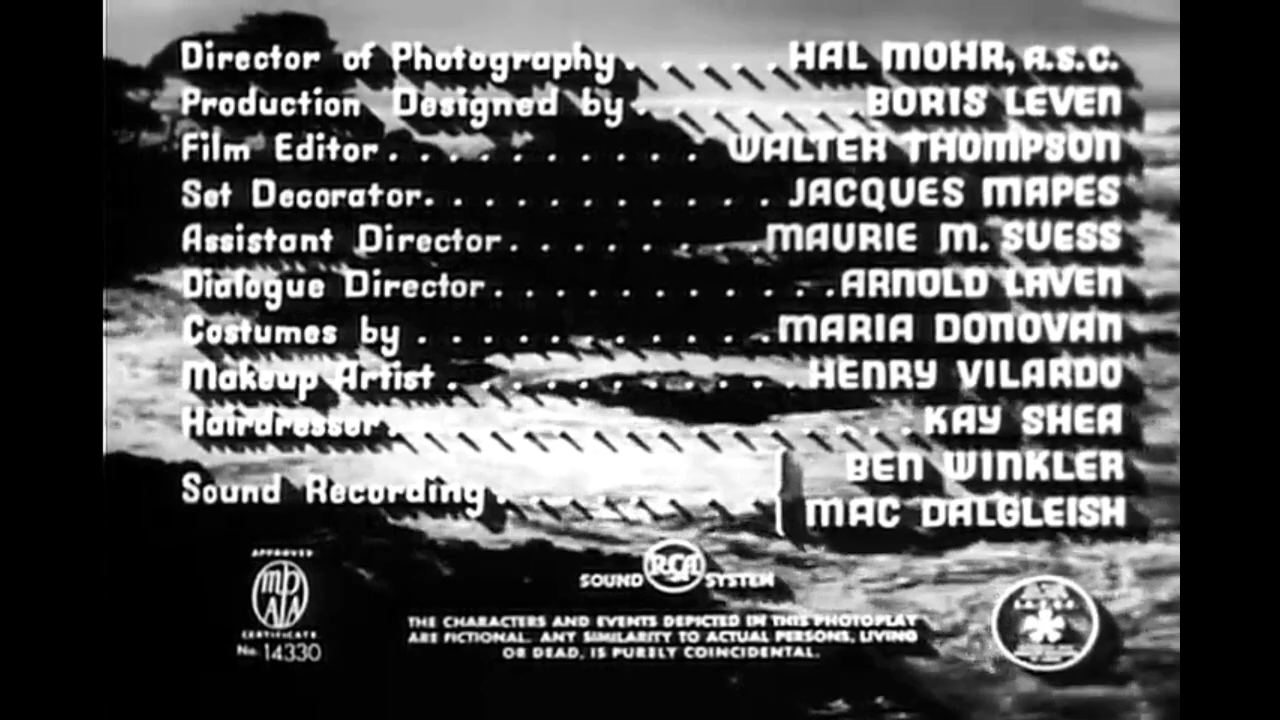 Director of Photography. . . . . HAL MOHR, A.S.C.
Production Designed by. . . . . . . BORIS LEVEN
Film Editor. . . . . . . . . . . WALTER THOMPSON
Set Decorator. . . . . . . . . . . . JACQUES MAPES
Assistant Director. . . . . . . . . MAURIE M. SUESS
Dialogue Director. . . . . . . . . . . . ARNOLD LAVEN
Costumes by . . . . . . . . . . . . MARIA DONOVAN
Makeup Artist . . . . . . . . . . . . HENRY VILARDO
Hairdresser. . . . . . . . . . . . . . . . . KAY SHEA
Sound Recording. . . . . . . . . BEN WINKLER
MAC DALGLEISH
APPROVED
MPAA
CERTIFICATE
No. 14330
SOUND RCA SYSTEM
THE CHARACTERS AND EVENTS DEPICTED IN THIS PHOTOPLAY
ARE FICTIONAL. ANY SIMILARITY TO ACTUAL PERSONS, LIVING
OR DEAD, IS PURELY COINCIDENTAL.